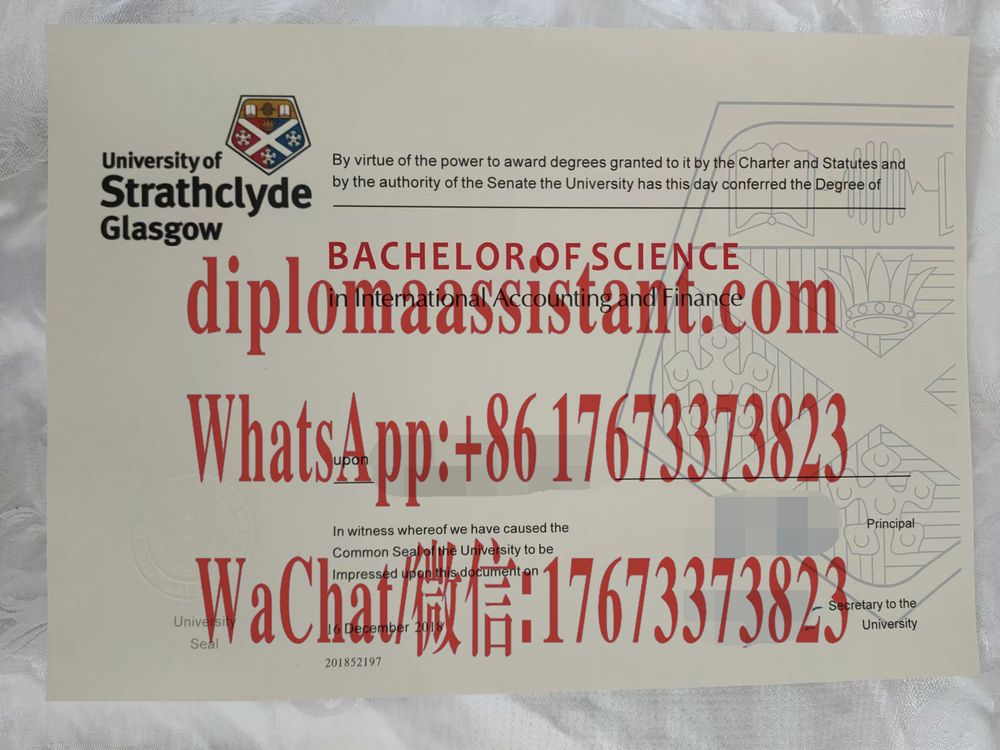 University of
Strathclyde
Glasgow
By virtue of the power to award degrees granted to it by the Charter and Statutes and
by the authority of the Senate the University has this day conferred the Degree of
BACHELOR OF SCIENCE
in International Accounting and Finance
diplomaassistant.com
WhatsApp:+86 17673373823
upon
In witness whereof we have caused the
Common Seal of the University to be
Impressed upon this document on
Principal
WaChat/微信:17673373823
Secretary to the
University
University
Seal
16 December 2018
201852197